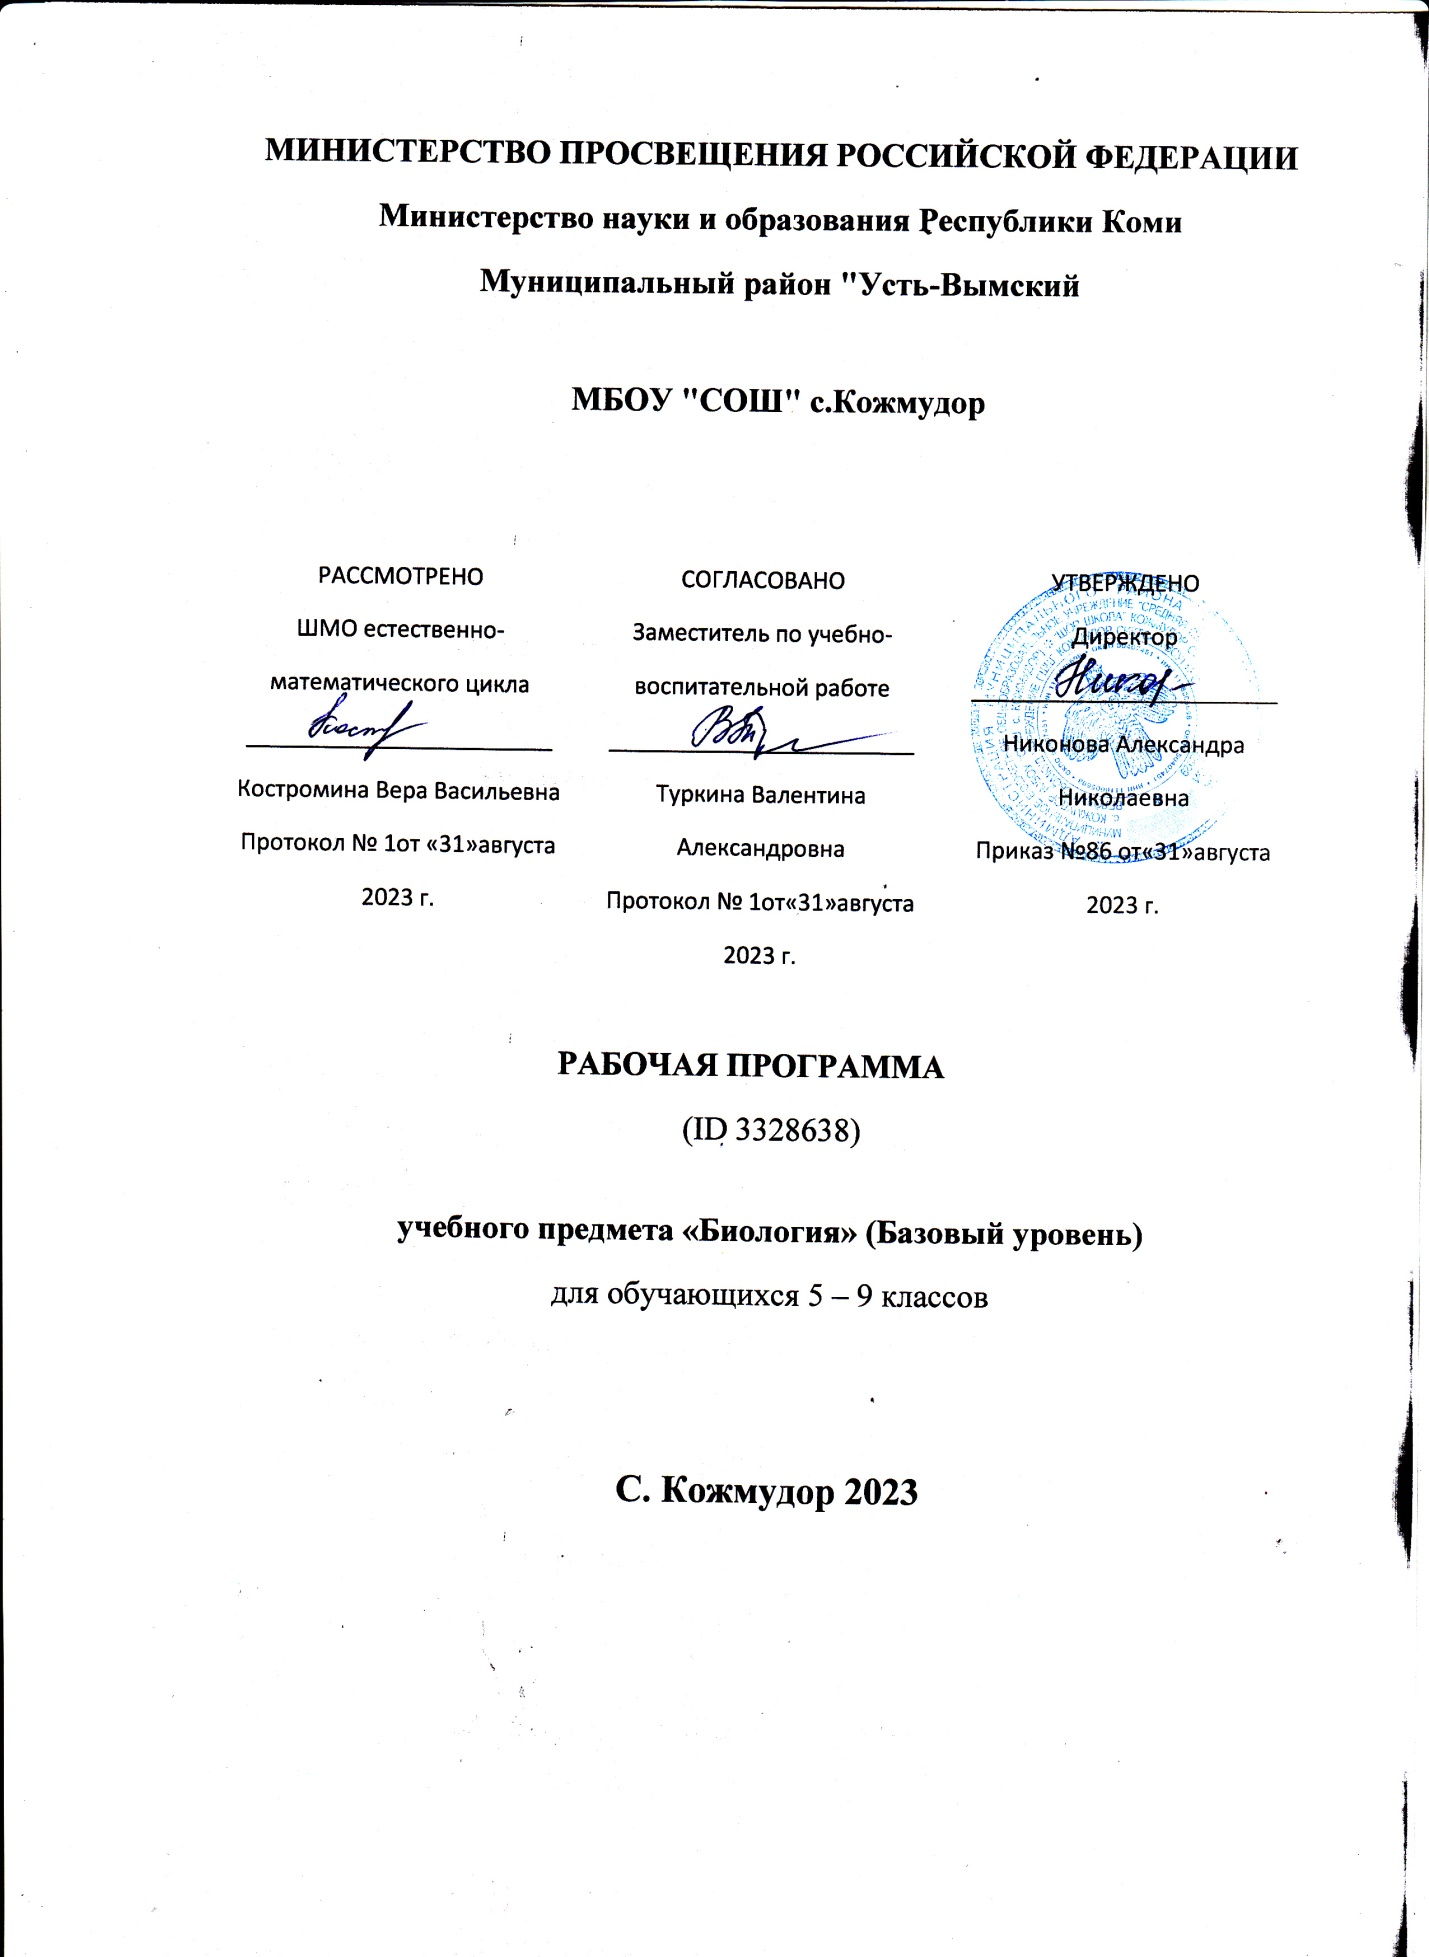 МИНИСТЕРСТВО ПРОСВЕЩЕНИЯ РОССИЙСКОЙ ФЕДЕРАЦИИ
Министерство науки и образования Республики Коми
Муниципальный район "Усть-Вымский
МБОУ "СОШ" с.Кожмудор
РАССМОТРЕНО
ШМО естественно-
математического цикла
Костромина Вера Васильевна
Протокол № 1от «31»августа
2023 г.
СОГЛАСОВАНО
Заместитель по учебно-
воспитательной работе
Туркина Валентина
Александровна
Протокол № 1от«31»августа
2023 г.
УТВЕРЖДЕНО
Директор
Никонова Александра
Николаевна
Приказ №86 от«31»августа
2023 г.
РАБОЧАЯ ПРОГРАММА
(ID 3328638)
учебного предмета «Биология» (Базовый уровень)
для обучающихся 5 – 9 классов
С. Кожмудор 2023